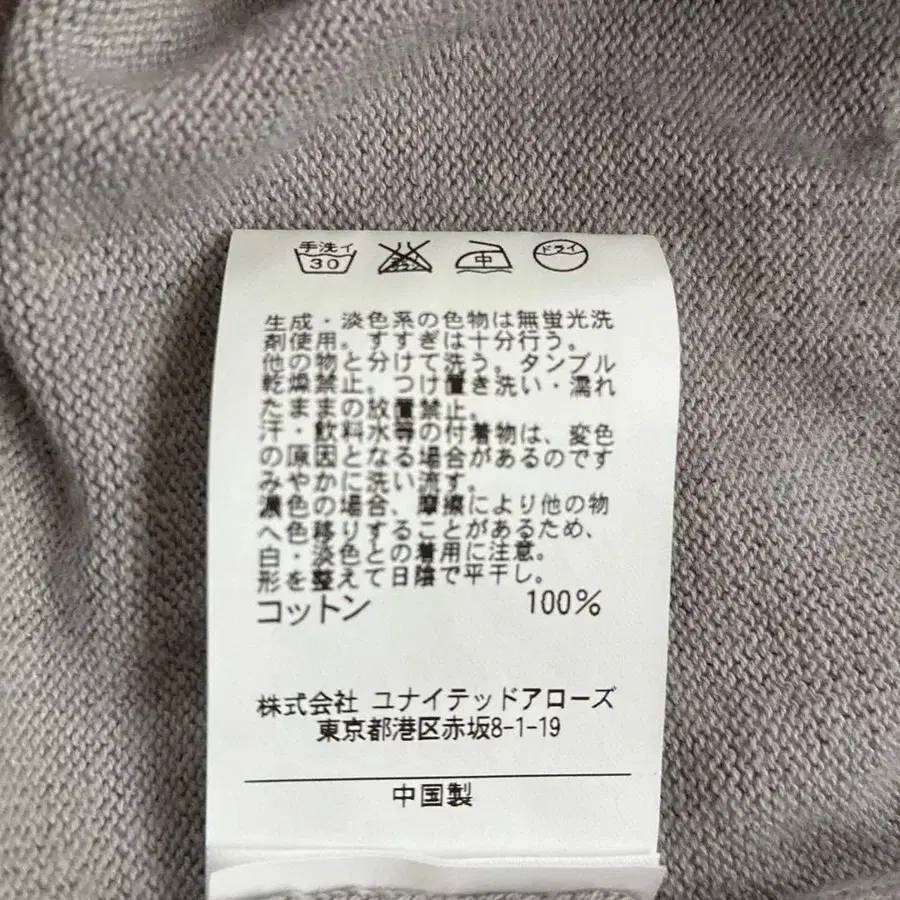 手洗イ 30 エンソサラシ 中 ドライ
生成・淡色系の色物は無蛍光洗
剤使用。すすぎは十分行う。
他の物と分けて洗う。タンブル
乾燥禁止。つけ置き洗い・濡れ
たままの放置禁止。
汗・飲料水等の付着物は、変色
の原因となる場合があるのです
みやかに洗い流す。
濃色の場合、摩擦により他の物
へ色移りすることがあるため、
白・淡色との着用に注意。
形を整えて日陰で平干し。
コットン 100%
株式会社 ユナイテッドアローズ
東京都港区赤坂8-1-19
中国製